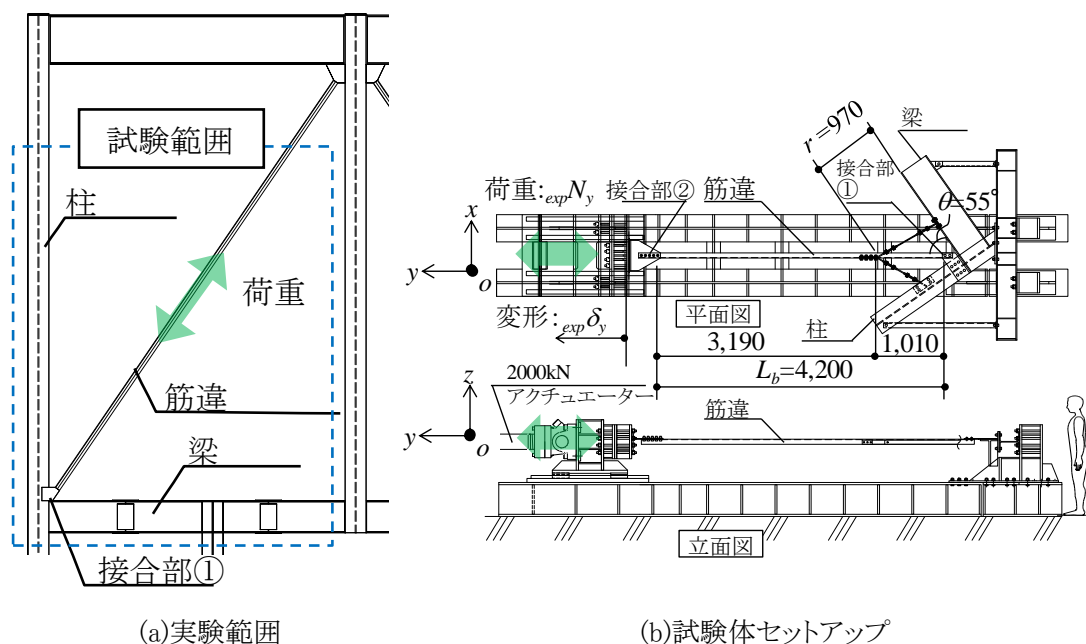 試験範囲
柱
荷重
筋違
梁
接合部①
(a)実験範囲
梁
r=970
接合部
①
θ=55°
荷重:expNy
接合部②
筋違
x
y
o
変形:expδy
平面図
柱
3,190
1,010
Lb=4,200
z
2000kN
アクチュエーター
筋違
y
o
立面図
(b)試験体セットアップ